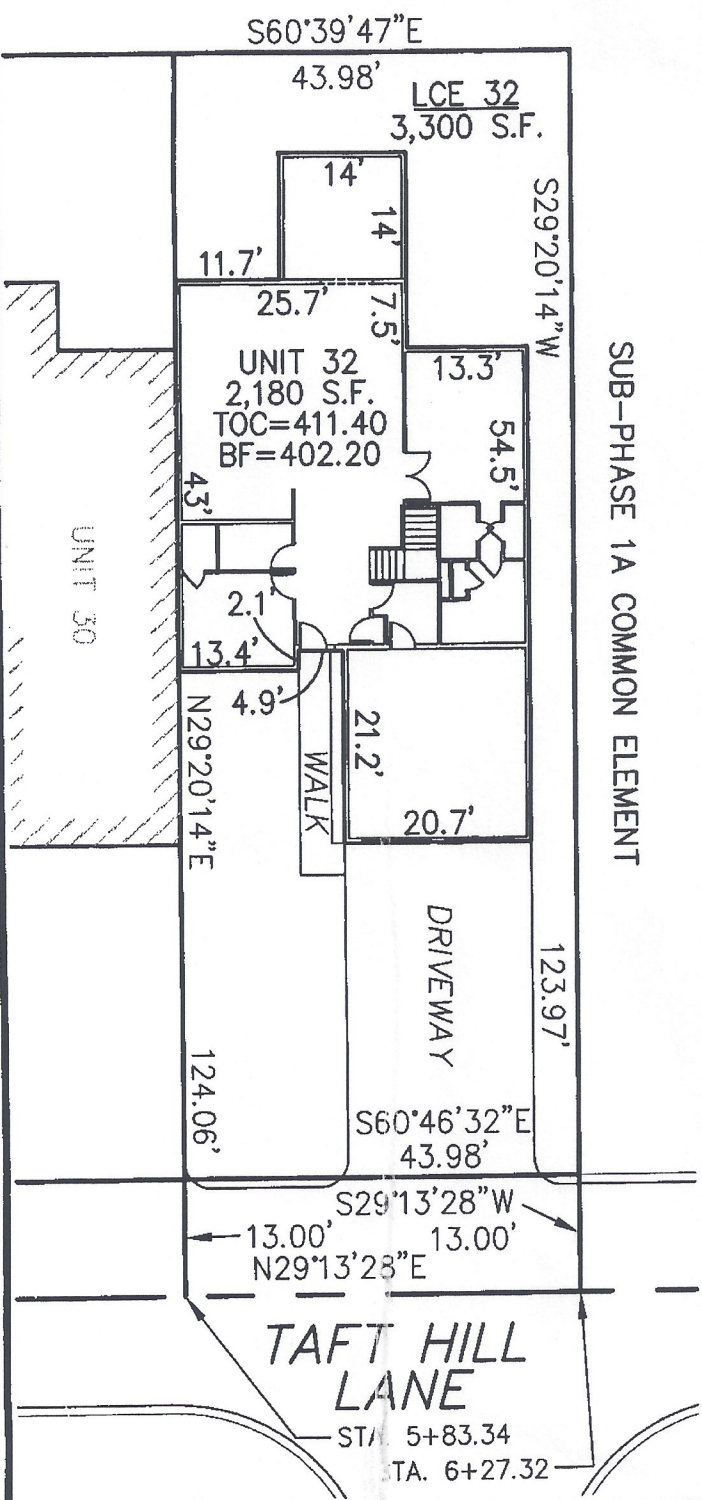 S60°39'47"E
43.98'
LCE 32
3,300 S.F.
14'
14'
S29°20'14"W
11.7'
25.7'
7.5'
UNIT 32
2,180 S.F.
TOC=411.40
BF=402.20
13.3'
54.5'
43'
SUB-PHASE 1A COMMON ELEMENT
UNIT 30
2.1'
13.4'
4.9'
N29°20'14"E
WALK
21.2'
20.7'
DRIVEWAY
123.97'
124.06'
S60°46'32"E
43.98'
S29°13'28"W
13.00'
13.00'
N29°13'28"E
TAFT HILL
LANE
STA. 5+83.34
STA. 6+27.32